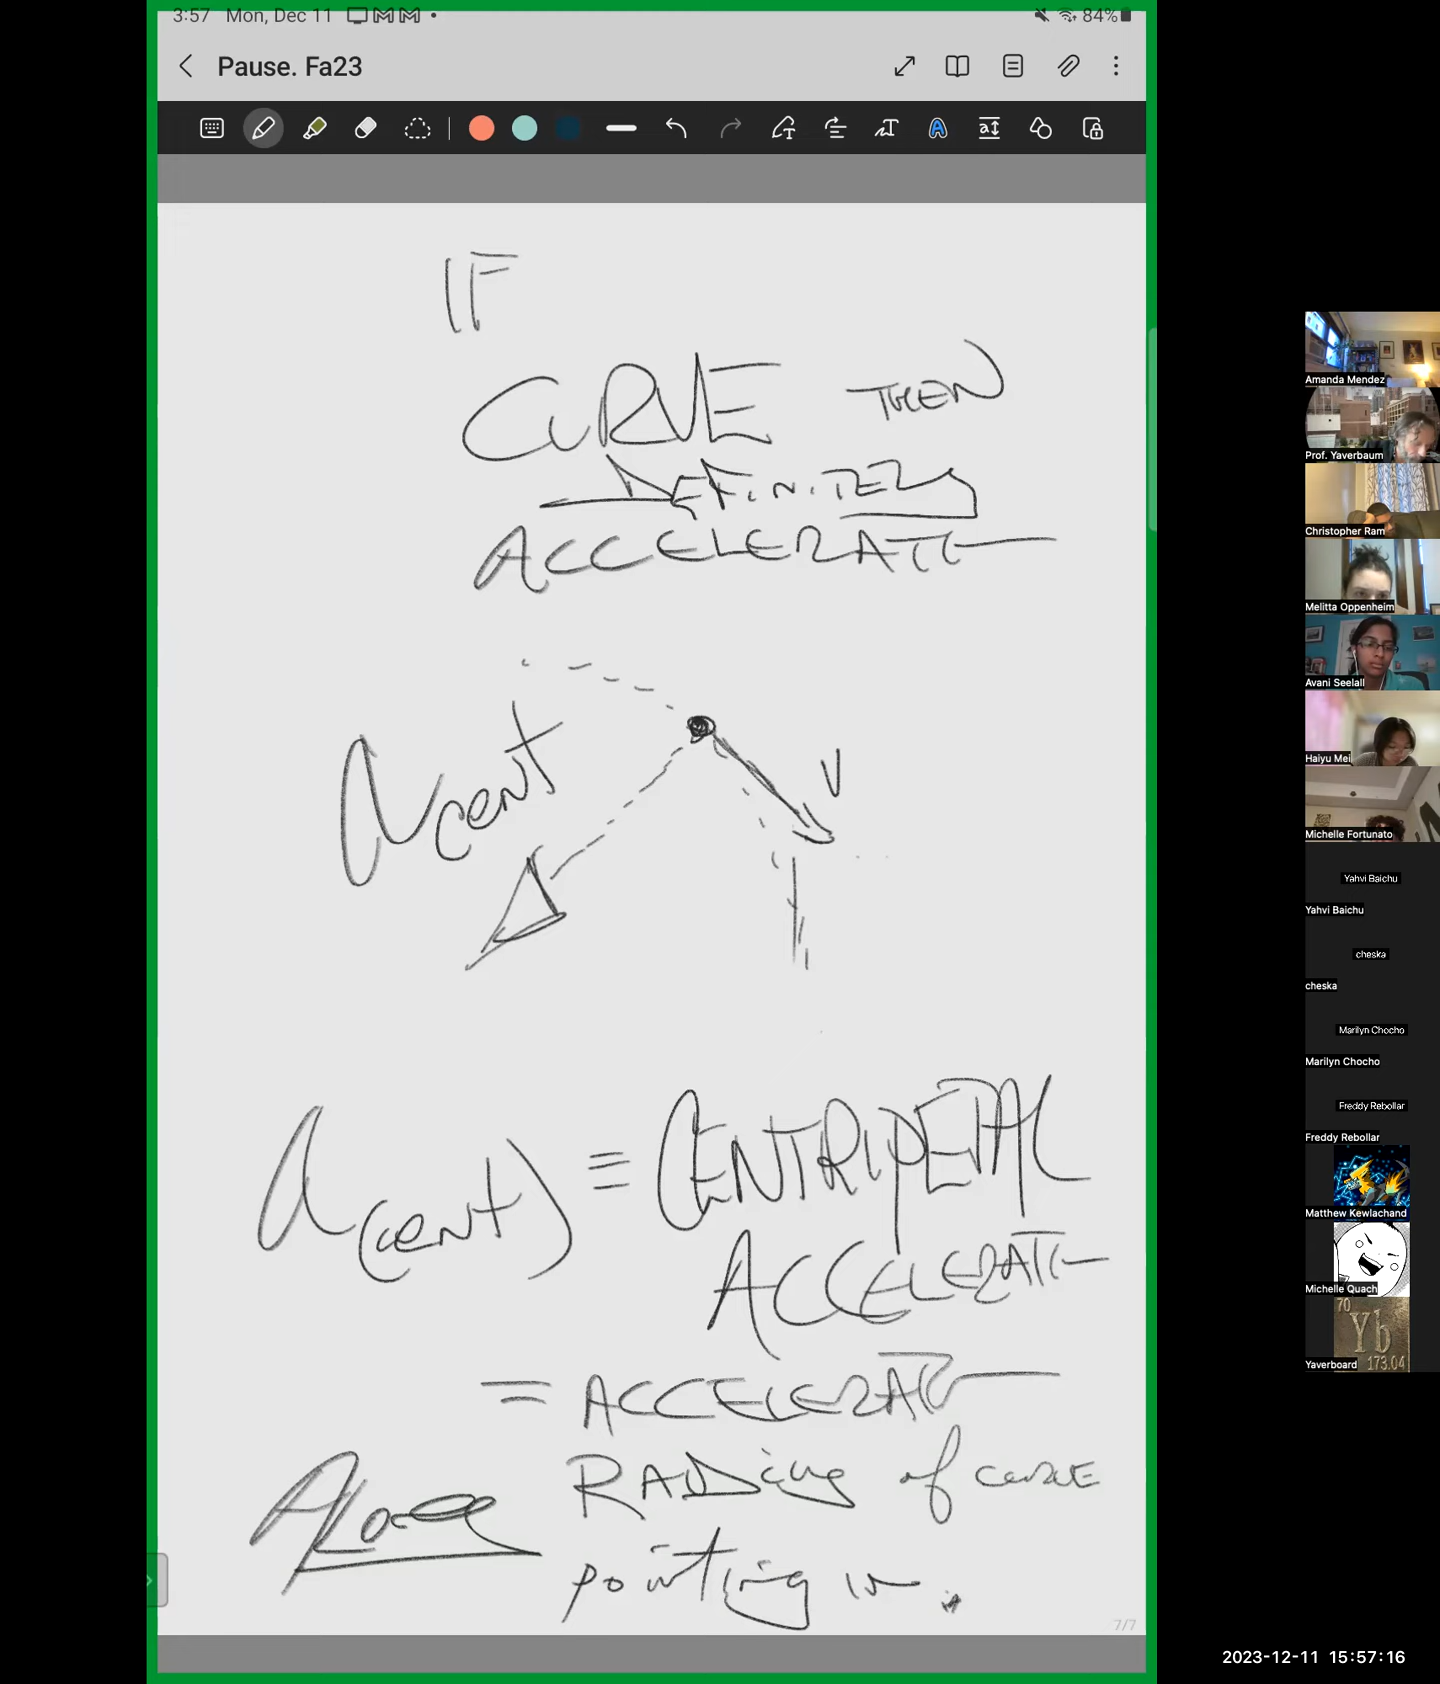 3:57 Mon, Dec 11
84%
Pause. Fa23
IF
CURVE THEN
DEFINITELY
ACCELERATE
a cent
V
a (cent) ≡ CENTRIPETAL
ACCELERATION
= ACCELERATION
ALONG RADIUS of CURVE
pointing in.
7/7
Amanda Mendez
Prof. Yaverbaum
Christopher Ram
Melitta Oppenheim
Avani Seelall
Haiyu Mei
Michelle Fortunato
Yahvi Baichu
Yahvi Baichu
cheska
cheska
Marilyn Chocho
Marilyn Chocho
Freddy Rebollar
Freddy Rebollar
Matthew Kewlachand
Michelle Quach
70
Yb
173.04
Yaverboard
2023-12-11 15:57:16